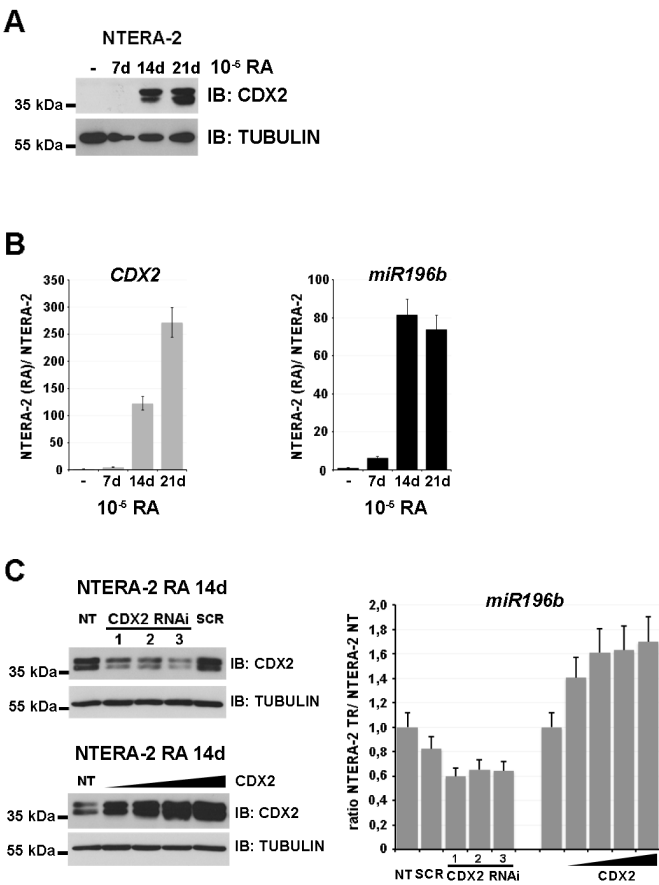 A
NTERA-2
- 7d 14d 21d 10⁻⁵ RA
35 kDa IB: CDX2
55 kDa IB: TUBULIN
B
CDX2
NTERA-2 (RA)/ NTERA-2
350
300
250
200
150
100
50
0
- 7d 14d 21d
10⁻⁵ RA
miR196b
NTERA-2 (RA)/ NTERA-2
100
80
60
40
20
0
- 7d 14d 21d
10⁻⁵ RA
C
NTERA-2 RA 14d
NT CDX2 RNAi SCR
1 2 3
35 kDa IB: CDX2
55 kDa IB: TUBULIN
NTERA-2 RA 14d
NT CDX2
35 kDa IB: CDX2
55 kDa IB: TUBULIN
miR196b
ratio NTERA-2 TR/ NTERA-2 NT
2,0
1,8
1,6
1,4
1,2
1,0
0,8
0,6
0,4
0,2
0
1 2 3
NT SCR CDX2 RNAi CDX2